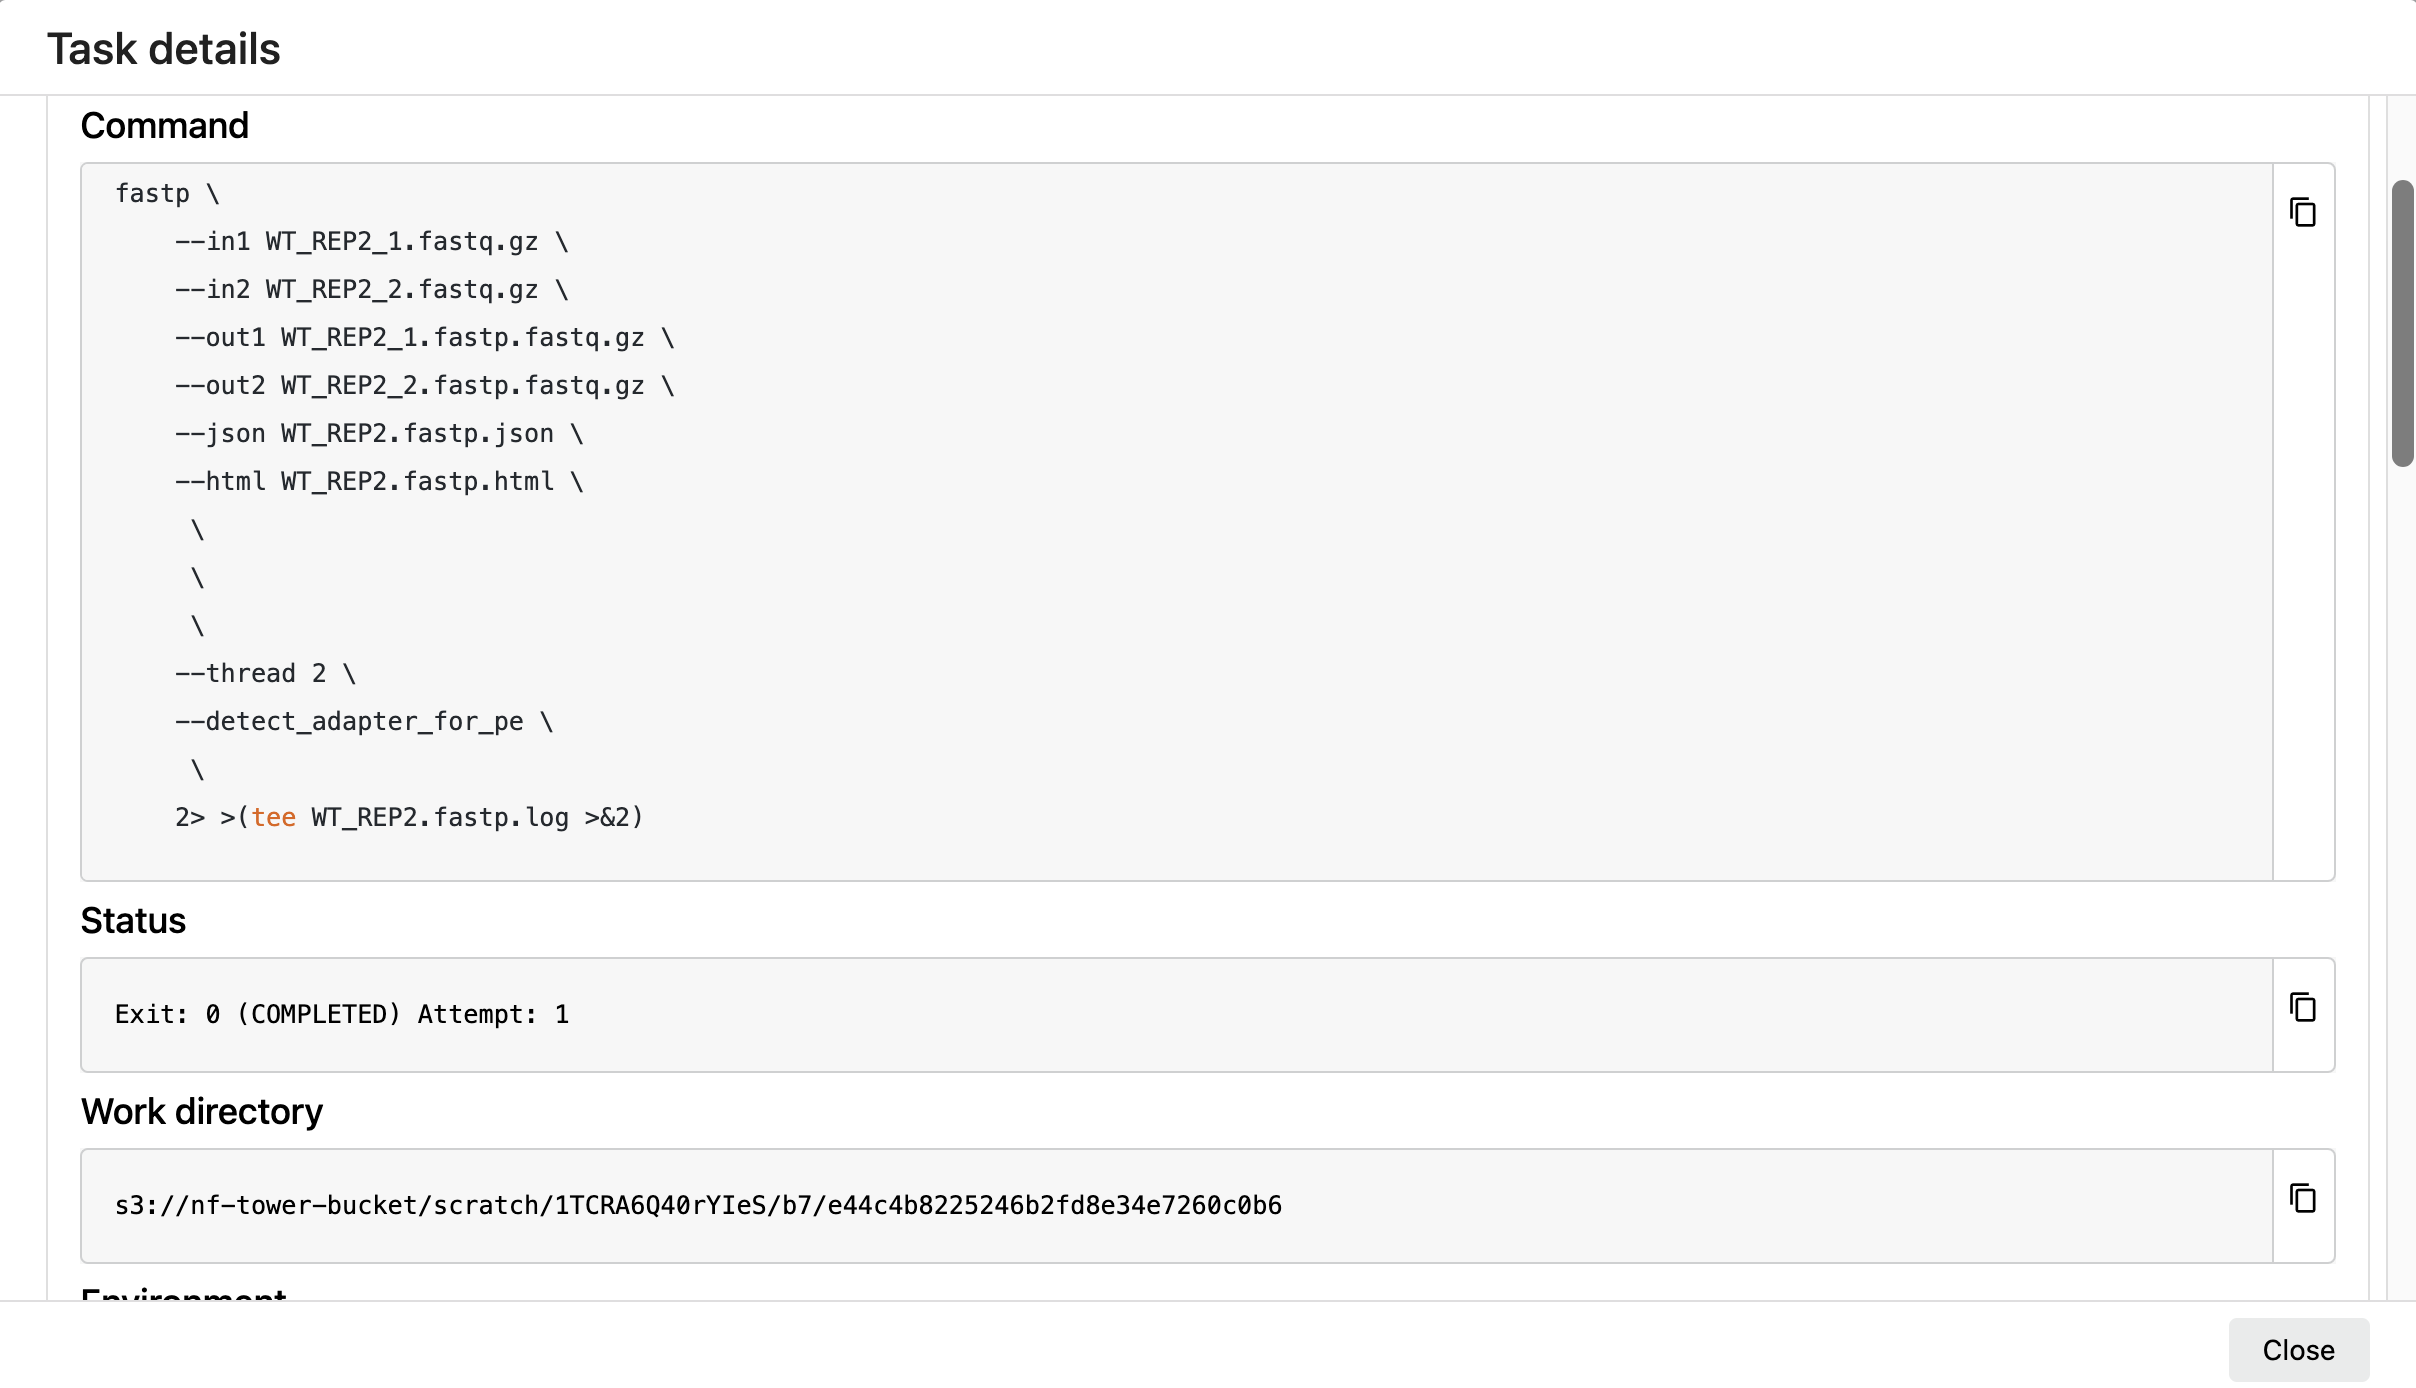 Task details
Command
fastp \
--in1 WT_REP2_1.fastq.gz \
--in2 WT_REP2_2.fastq.gz \
--out1 WT_REP2_1.fastp.fastq.gz \
--out2 WT_REP2_2.fastp.fastq.gz \
--json WT_REP2.fastp.json \
--html WT_REP2.fastp.html \
\
\
\
--thread 2 \
--detect_adapter_for_pe \
\
2> >(tee WT_REP2.fastp.log >&2)
Status
Exit: 0 (COMPLETED) Attempt: 1
Work directory
s3://nf-tower-bucket/scratch/1TCRA6Q40rYIeS/b7/e44c4b8225246b2fd8e34e7260c0b6
Environment
Close